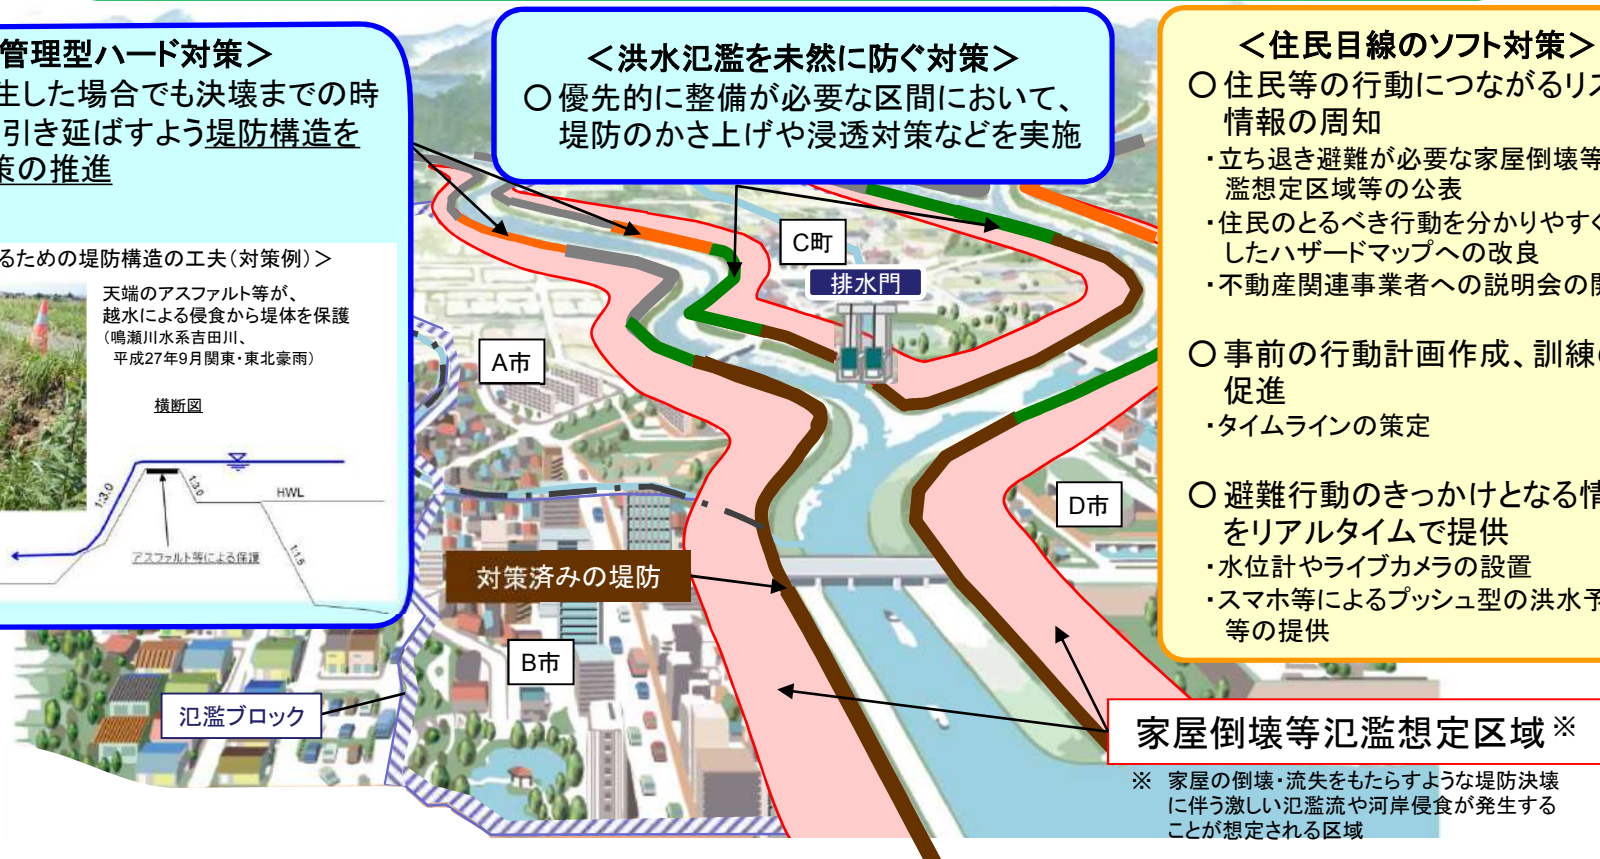 管理型ハード対策＞
生した場合でも決壊までの時
引き延ばすよう堤防構造を
策の推進
るための堤防構造の工夫（対策例）＞
天端のアスファルト等が、
越水による侵食から堤体を保護
（鳴瀬川水系吉田川、
平成27年9月関東・東北豪雨）
横断図
1:3.0
1:3.0
HWL
アスファルト等による保護
1:1.5
＜洪水氾濫を未然に防ぐ対策＞
○優先的に整備が必要な区間において、
堤防のかさ上げや浸透対策などを実施
＜住民目線のソフト対策＞
○住民等の行動につながるリス
情報の周知
・立ち退き避難が必要な家屋倒壊等
濫想定区域等の公表
・住民のとるべき行動を分かりやすく
したハザードマップへの改良
・不動産関連事業者への説明会の開
○事前の行動計画作成、訓練の
促進
・タイムラインの策定
○避難行動のきっかけとなる情
をリアルタイムで提供
・水位計やライブカメラの設置
・スマホ等によるプッシュ型の洪水予
等の提供
C町
排水門
A市
D市
対策済みの堤防
B市
氾濫ブロック
家屋倒壊等氾濫想定区域※
※ 家屋の倒壊・流失をもたらすような堤防決壊
に伴う激しい氾濫流や河岸侵食が発生する
ことが想定される区域